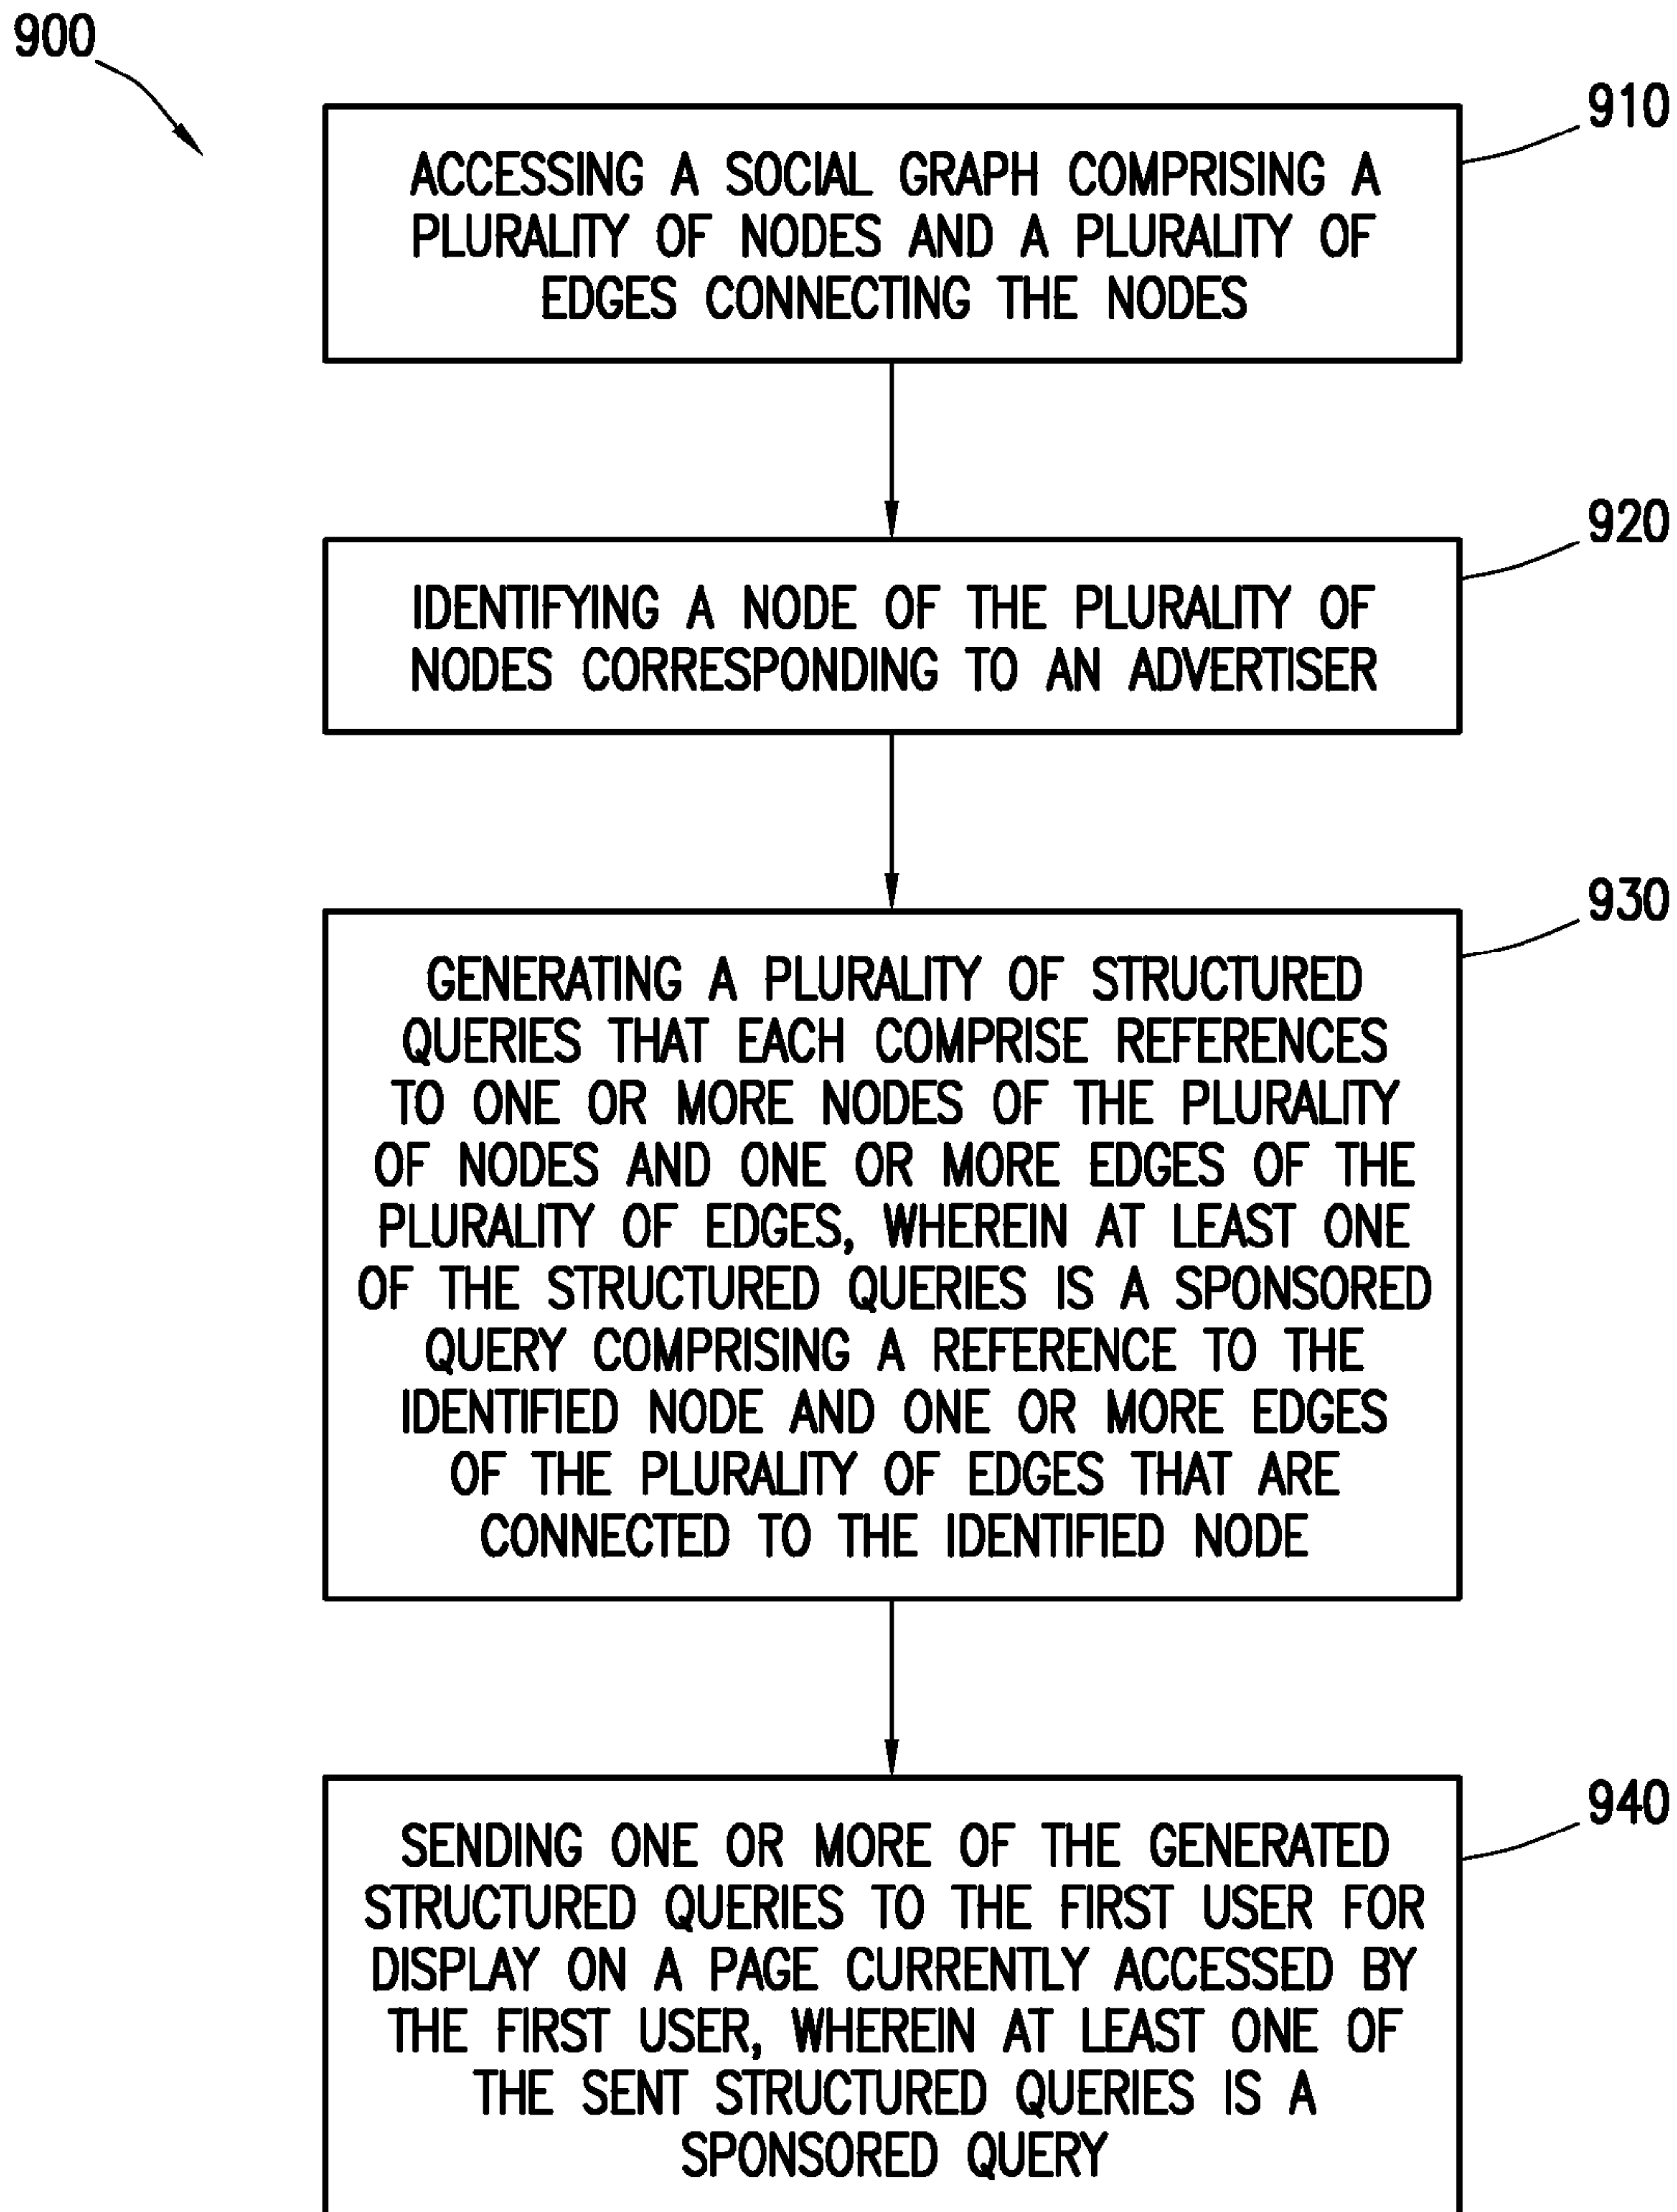 900
910
ACCESSING A SOCIAL GRAPH COMPRISING A
PLURALITY OF NODES AND A PLURALITY OF
EDGES CONNECTING THE NODES
920
IDENTIFYING A NODE OF THE PLURALITY OF
NODES CORRESPONDING TO AN ADVERTISER
930
GENERATING A PLURALITY OF STRUCTURED
QUERIES THAT EACH COMPRISE REFERENCES
TO ONE OR MORE NODES OF THE PLURALITY
OF NODES AND ONE OR MORE EDGES OF THE
PLURALITY OF EDGES, WHEREIN AT LEAST ONE
OF THE STRUCTURED QUERIES IS A SPONSORED
QUERY COMPRISING A REFERENCE TO THE
IDENTIFIED NODE AND ONE OR MORE EDGES
OF THE PLURALITY OF EDGES THAT ARE
CONNECTED TO THE IDENTIFIED NODE
940
SENDING ONE OR MORE OF THE GENERATED
STRUCTURED QUERIES TO THE FIRST USER FOR
DISPLAY ON A PAGE CURRENTLY ACCESSED BY
THE FIRST USER, WHEREIN AT LEAST ONE OF
THE SENT STRUCTURED QUERIES IS A
SPONSORED QUERY